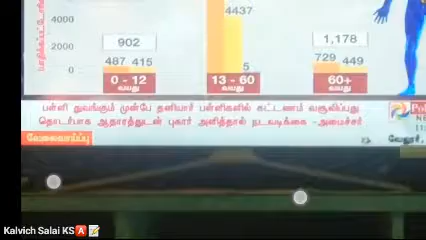 4437
4000
2000
0
902
1,178
487 415
5
729 449
0 - 12
வயது
13 - 60
வயது
60+
வயது
பள்ளி துவங்கும் முன்பே தனியார் பள்ளிகளில் கட்டணம் வசூலிப்பது
தொடர்பாக ஆதாரத்துடன் புகார் அளித்தால் நடவடிக்கை -அமைச்சர்
வேலைவாய்ப்பு
Kalvich Salai KS🅰️📝